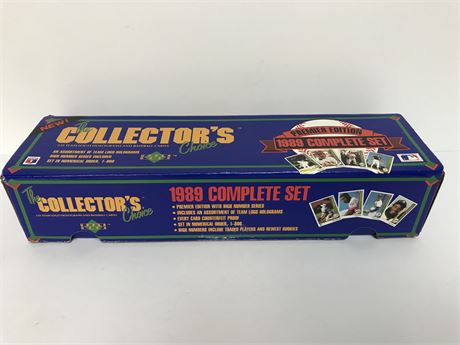 NEW!
The
COLLECTOR'S
Choice
AN ASSORTMENT OF TEAM LOGO HOLOGRAMS
HIGH NUMBER SERIES INCLUDED
SET IN NUMERICAL ORDER, 1-800
PREMIER EDITION
1989 COMPLETE SET
The
COLLECTOR'S
Choice
1989 COMPLETE SET
• PREMIER EDITION WITH HIGH NUMBER SERIES
• INCLUDES AN ASSORTMENT OF TEAM LOGO HOLOGRAMS
• EVERY CARD COUNTERFEIT PROOF
• SET IN NUMERICAL ORDER, 1-800
• HIGH NUMBERS INCLUDE TRADED PLAYERS AND NEWEST ROOKIES